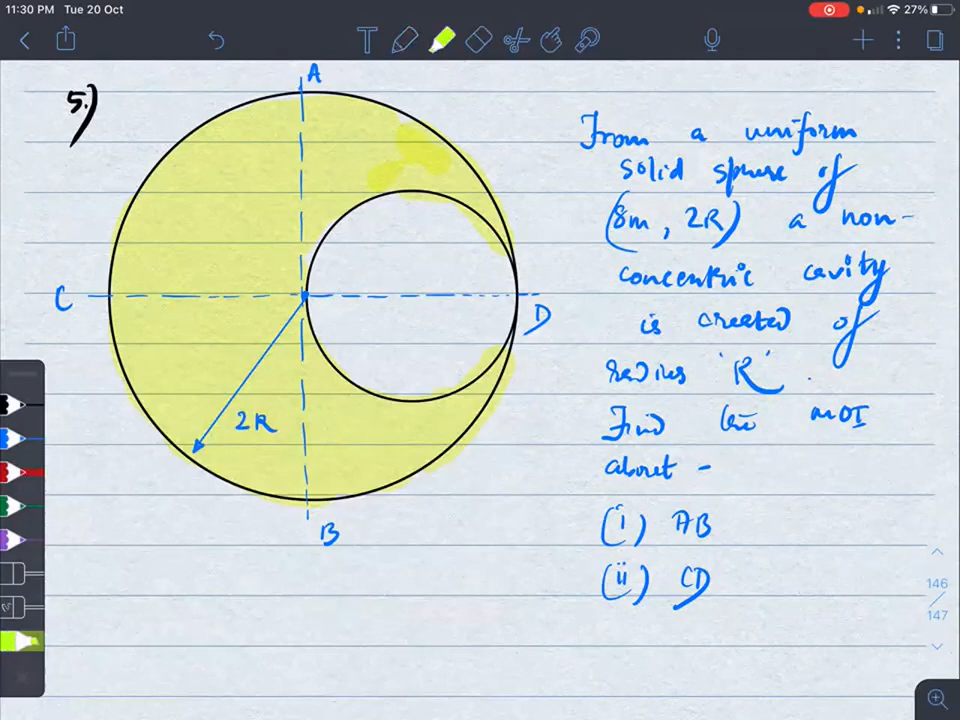 11:30 PM Tue 20 Oct
27%
5.)
A
C
D
2R
B
From a uniform
solid sphere of
(8m, 2R) a non-
concentric cavity
is created of
radius 'R'.
Find the MOI
about -
(i) AB
(ii) CD
146
147